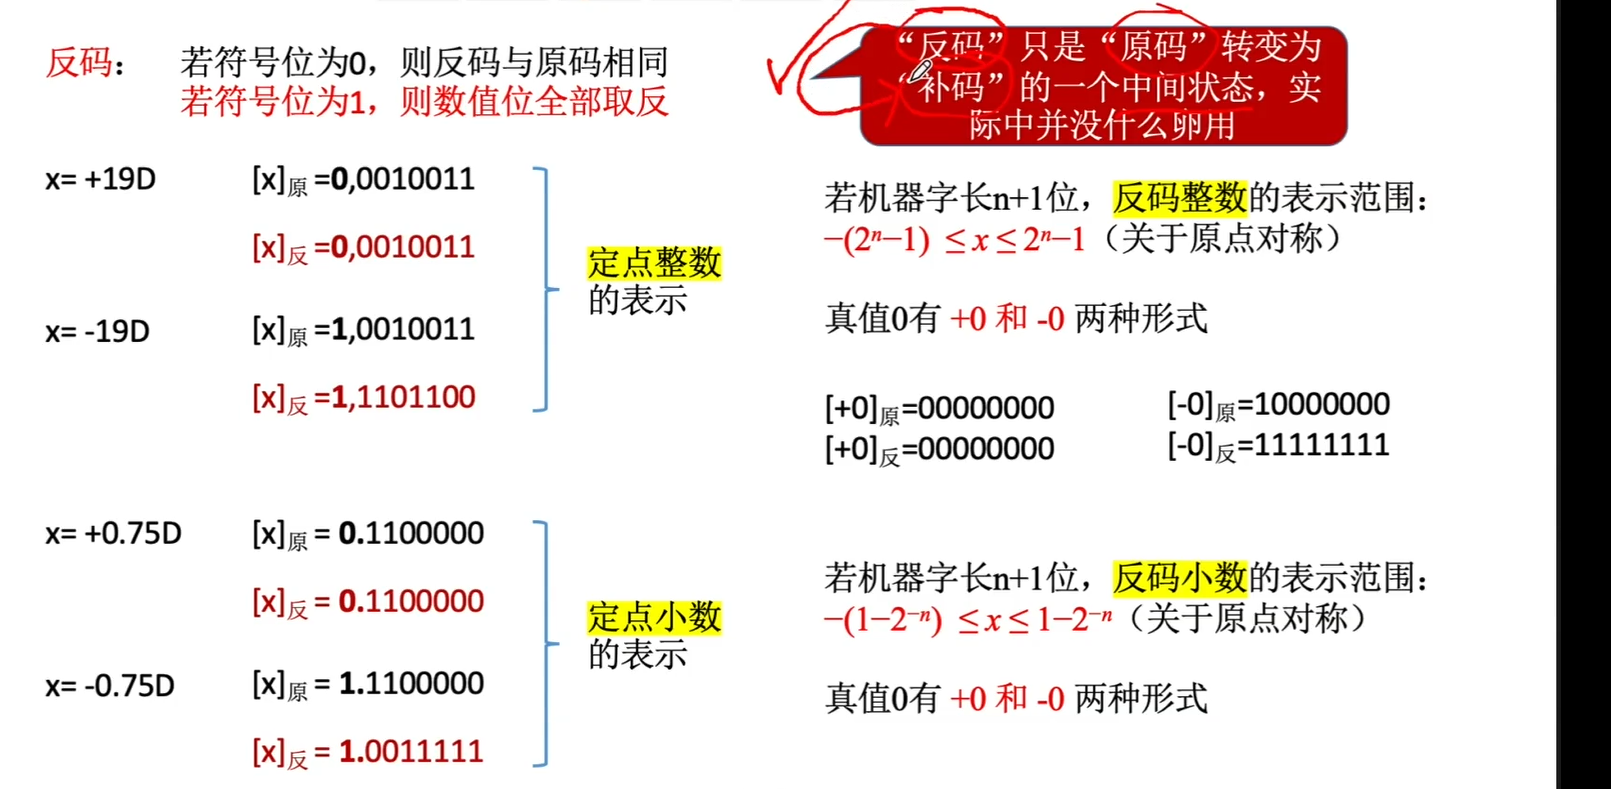 反码：
若符号位为0，则反码与原码相同
若符号位为1，则数值位全部取反
“反码”只是“原码”转变为
“补码”的一个中间状态，实
际中并没什么卵用
x= +19D
[x]原 =0,0010011
[x]反 =0,0010011
x= -19D
[x]原 =1,0010011
[x]反 =1,1101100
定点整数
的表示
若机器字长n+1位，反码整数的表示范围：
−(2ⁿ−1) ≤ x ≤ 2ⁿ−1（关于原点对称）
真值0有 +0 和 -0 两种形式
[+0]原=00000000
[-0]原=10000000
[+0]反=00000000
[-0]反=11111111
x= +0.75D
[x]原 = 0.1100000
[x]反 = 0.1100000
x= -0.75D
[x]原 = 1.1100000
[x]反 = 1.0011111
定点小数
的表示
若机器字长n+1位，反码小数的表示范围：
−(1−2⁻ⁿ) ≤ x ≤ 1−2⁻ⁿ（关于原点对称）
真值0有 +0 和 -0 两种形式